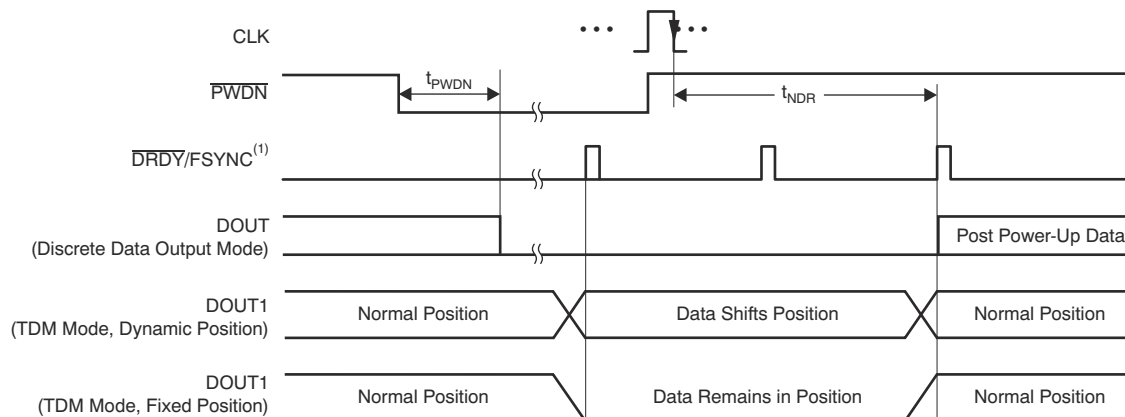 CLK
PWDN
tPWDN
tNDR
DRDY/FSYNC(1)
DOUT
(Discrete Data Output Mode)
Post Power-Up Data
DOUT1
(TDM Mode, Dynamic Position)
Normal Position
Data Shifts Position
Normal Position
DOUT1
(TDM Mode, Fixed Position)
Normal Position
Data Remains in Position
Normal Position